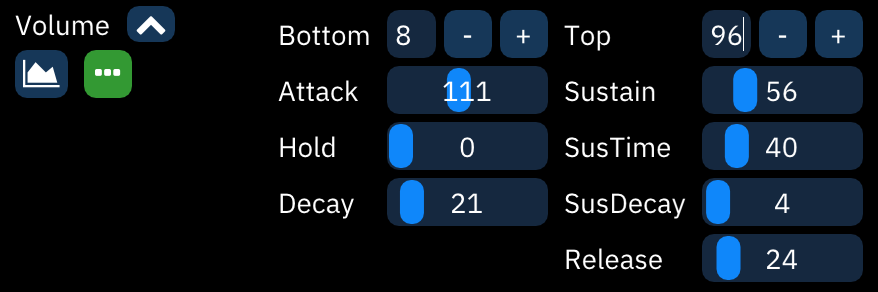 Volume
Bottom 8 - + Top 96 - +
Attack 111 Sustain 56
Hold 0 SusTime 40
Decay 21 SusDecay 4
Release 24